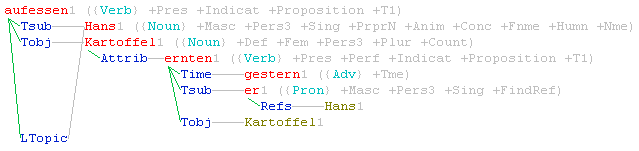 aufessen1 ((Verb) +Pres +Indicat +Proposition +T1)
Tsub Hans1 ((Noun) +Masc +Pers3 +Sing +PrprN +Anim +Conc +Fnme +Humn +Nme)
Tobj Kartoffel1 ((Noun) +Def +Fem +Pers3 +Plur +Count)
Attrib ernten1 ((Verb) +Pres +Perf +Indicat +Proposition +T1)
Time gestern1 ((Adv) +Tme)
Tsub er1 ((Pron) +Masc +Pers3 +Sing +FindRef)
Refs Hans1
Tobj Kartoffel1
LTopic